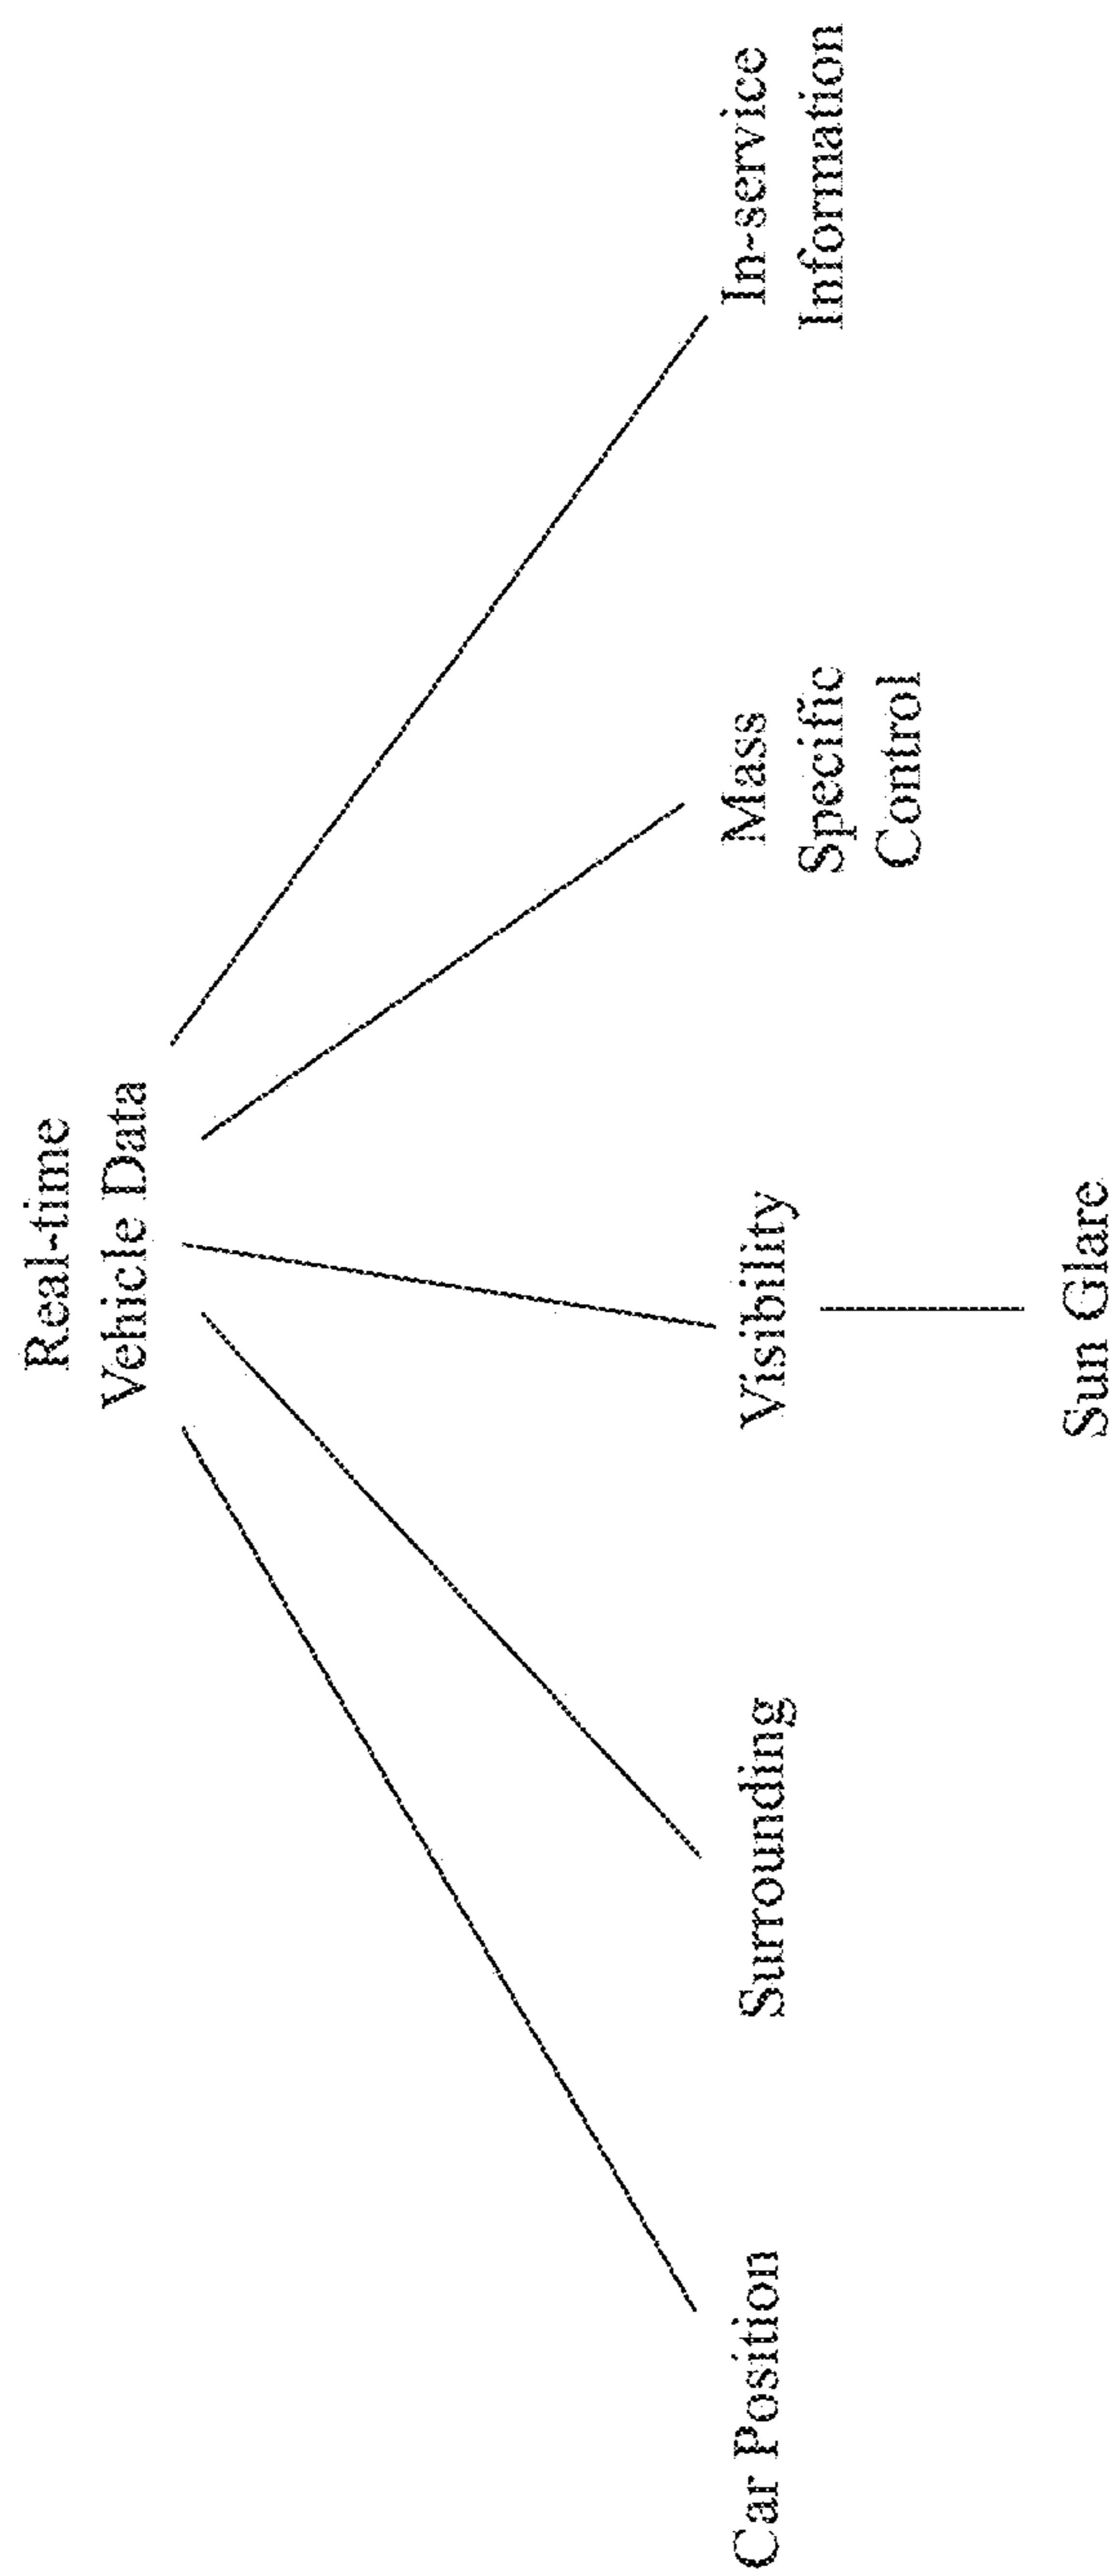 Real-time
Vehicle Data
Car Position
Surrounding
Visibility
Mass
Specific
Control
In-service
Information
Sun Glare